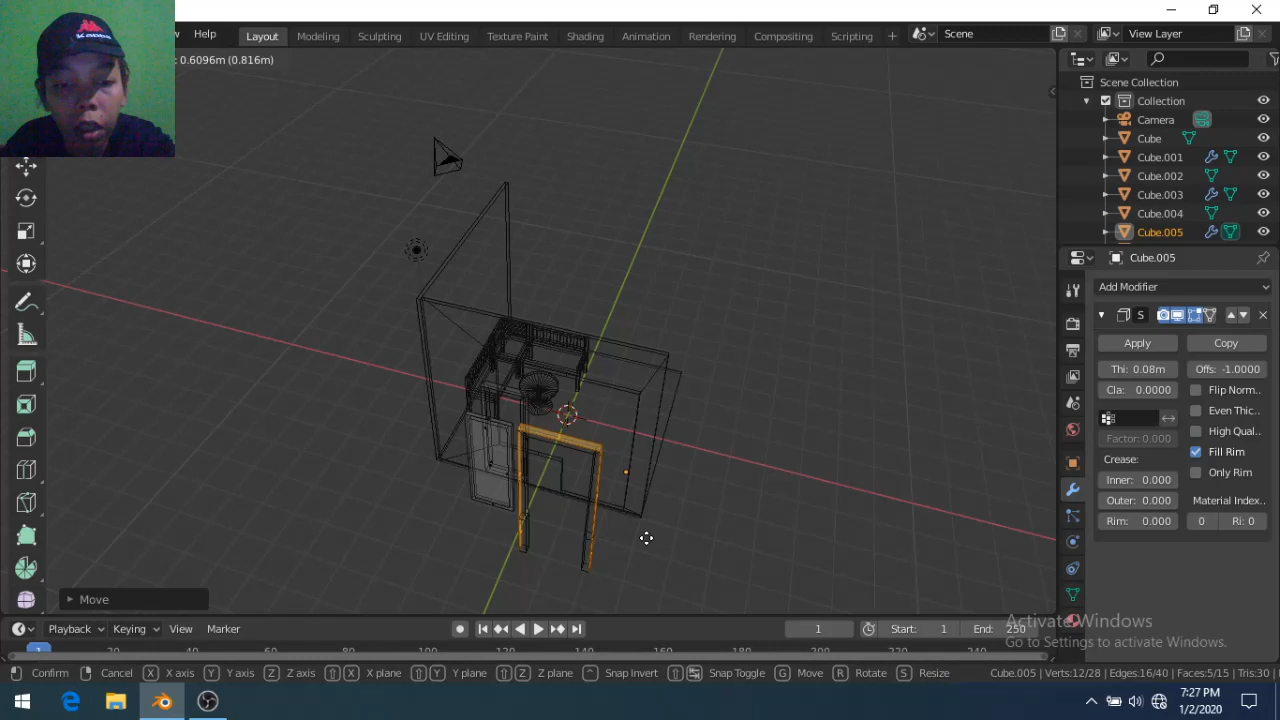 Kappa
Help
Layout
Modeling
Sculpting
UV Editing
Texture Paint
Shading
Animation
Rendering
Compositing
Scripting
Scene
View Layer
: 0.6096m (0.816m)
Scene Collection
Collection
Camera
Cube
Cube.001
Cube.002
Cube.003
Cube.004
Cube.005
Cube.005
Add Modifier
S
Apply
Copy
Thi: 0.08m
Offs: -1.0000
Cla: 0.0000
Flip Norm..
Even Thic..
Factor: 0.000
High Qual..
Crease:
Fill Rim
Inner: 0.000
Only Rim
Outer: 0.000
Material Index..
Rim: 0.000
0
Ri: 0
Move
Playback
Keying
View
Marker
1
Start: 1
End: 250
20
120
140
160
Activate Windows
Go to Settings to activate Windows.
Confirm
Cancel
X X axis
Y Y axis
Z Z axis
X X plane
Y Y plane
Z Z plane
Snap Invert
Snap Toggle
G Move
R Rotate
S Resize
Cube.005 | Verts:12/28 | Edges:16/40 | Faces:5/15 | Tris:30
7:27 PM
1/2/2020